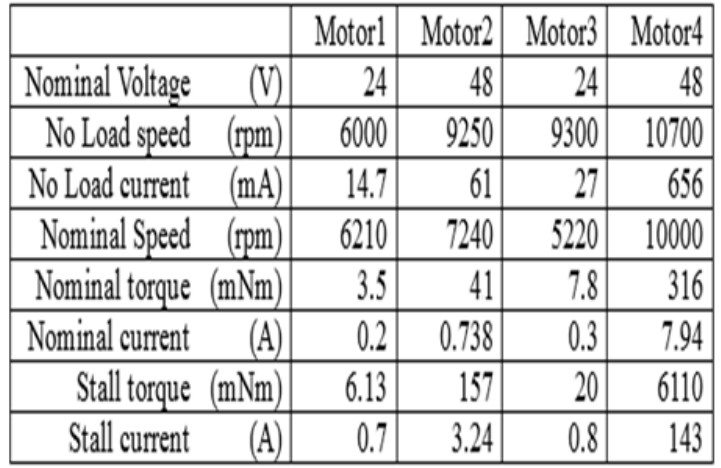 Motor1 Motor2 Motor3 Motor4
Nominal Voltage (V) 24 48 24 48
No Load speed (rpm) 6000 9250 9300 10700
No Load current (mA) 14.7 61 27 656
Nominal Speed (rpm) 6210 7240 5220 10000
Nominal torque (mNm) 3.5 41 7.8 316
Nominal current (A) 0.2 0.738 0.3 7.94
Stall torque (mNm) 6.13 157 20 6110
Stall current (A) 0.7 3.24 0.8 143